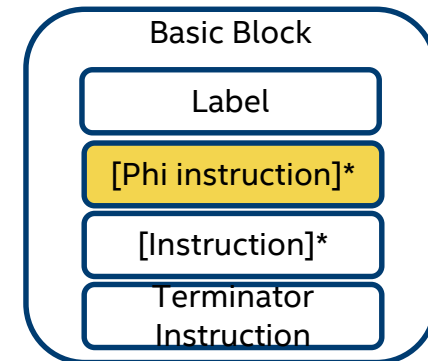 Basic Block
Label
[Phi instruction]*
[Instruction]*
Terminator
Instruction